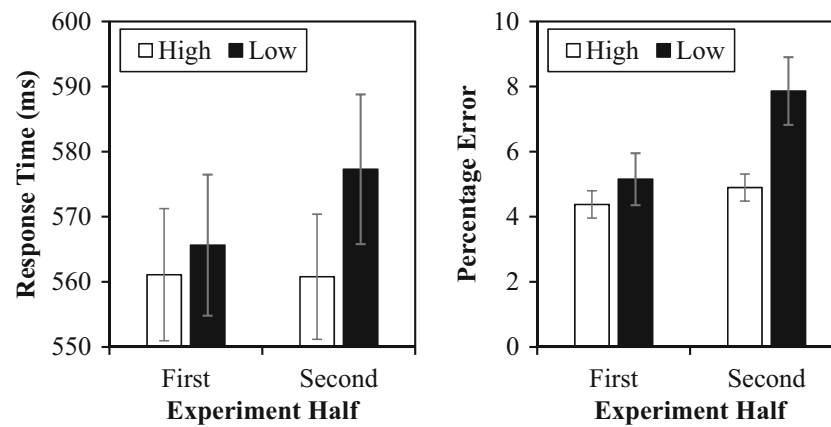 600
590
580
570
560
550
Response Time (ms)
High Low
First Second
Experiment Half
10
8
6
4
2
0
Percentage Error
High Low
First Second
Experiment Half